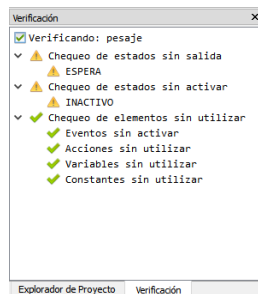 Verificación
Verificando: pesaje
Chequeo de estados sin salida
ESPERA
Chequeo de estados sin activar
INACTIVO
Chequeo de elementos sin utilizar
Eventos sin activar
Acciones sin utilizar
Variables sin utilizar
Constantes sin utilizar
Explorador de Proyecto Verificación